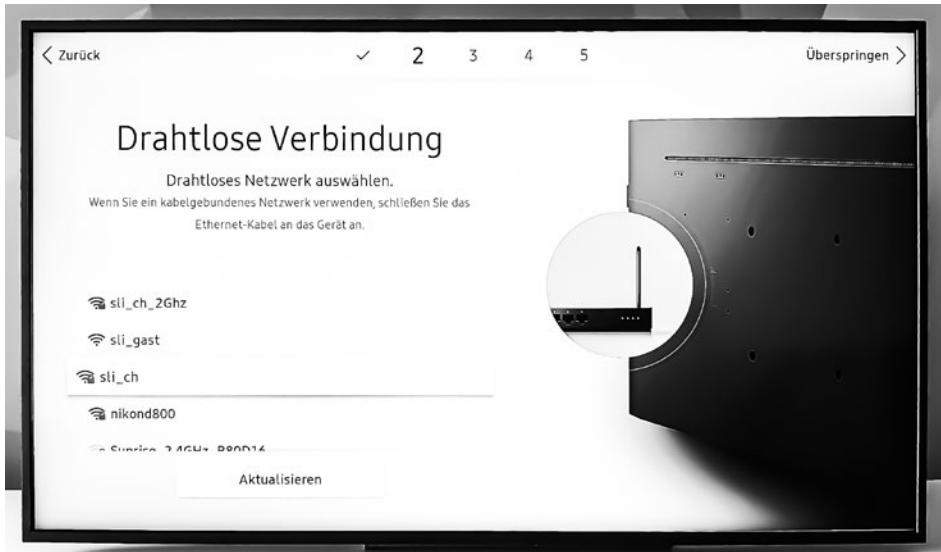 Zurück
2 3 4 5
Überspringen
Drahtlose Verbindung
Drahtloses Netzwerk auswählen.
Wenn Sie ein kabelgebundenes Netzwerk verwenden, schließen Sie das
Ethernet-Kabel an das Gerät an.
sli_ch_2Ghz
sli_gast
sli_ch
nikond800
Aktualisieren